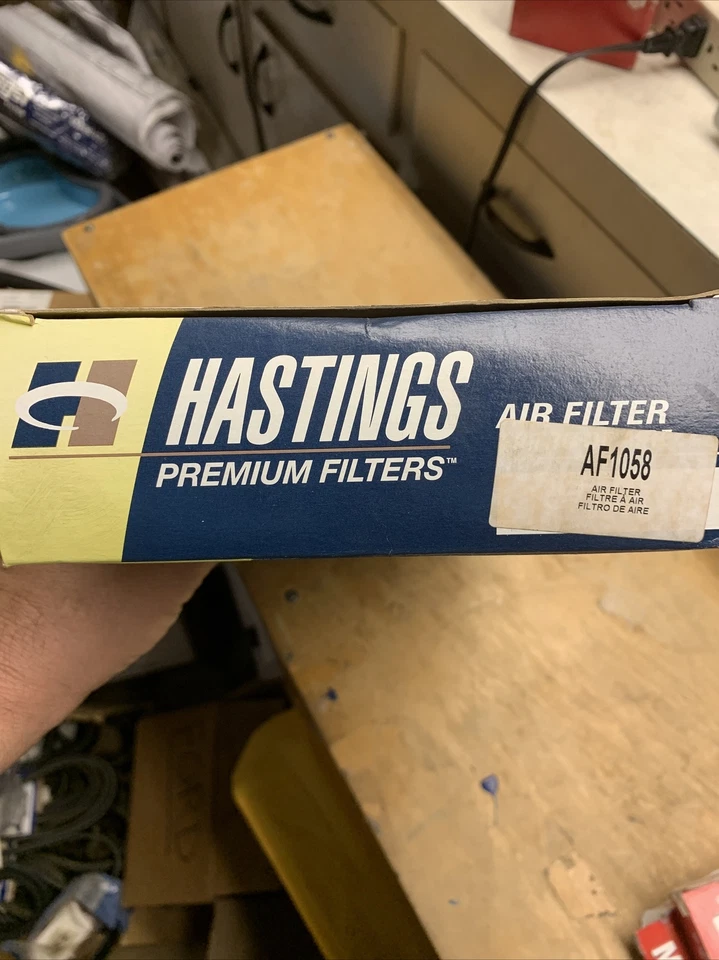 HASTINGS
PREMIUM FILTERS™
AIR FILTER
AF1058
AIR FILTER
FILTRE À AIR
FILTRO DE AIRE